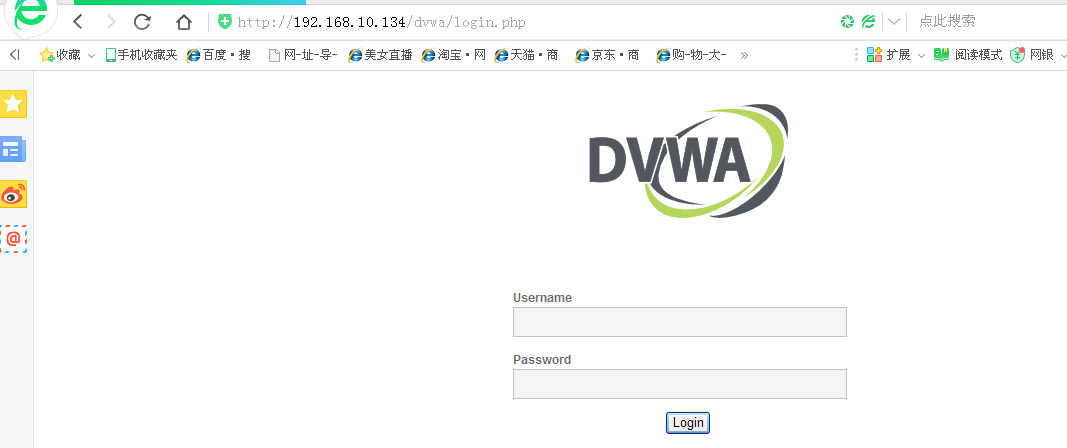 http://192.168.10.134/dvwa/login.php 点此搜索
收藏 手机收藏夹 百度·搜 网-址-导- 美女直播 淘宝·网 天猫·商 京东·商 购-物-大- » 扩展 阅读模式 网银
@
DVWA
Username
Password
Login